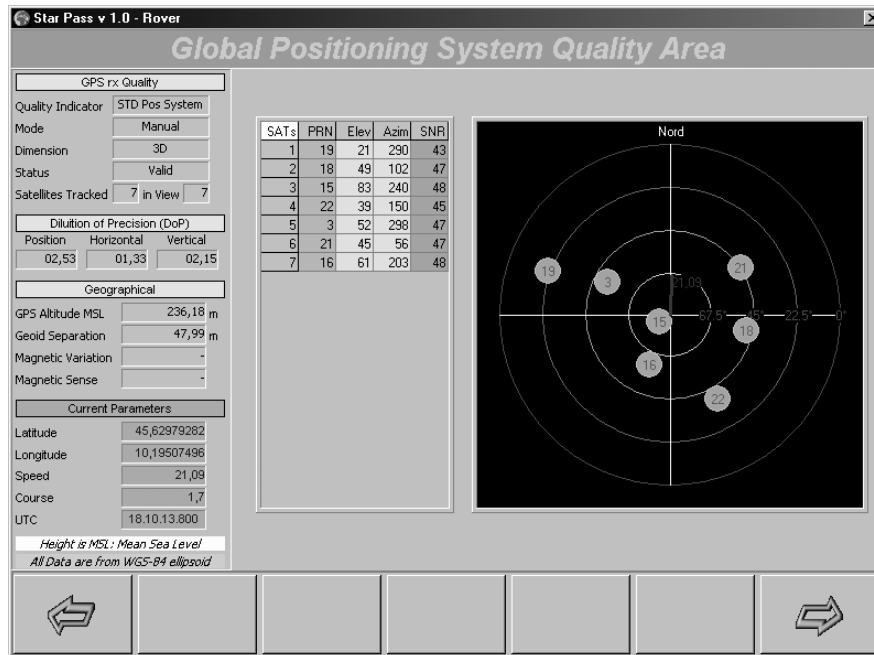 Star Pass v 1.0 - Rover
Global Positioning System Quality Area
GPS rx Quality
Quality Indicator STD Pos System
Mode Manual
Dimension 3D
Status Valid
Satellites Tracked 7 in View 7
Diluition of Precision (DoP)
Position Horizontal Vertical
02,53 01,33 02,15
Geographical
GPS Altitude MSL 236,18 m
Geoid Separation 47,99 m
Magnetic Variation -
Magnetic Sense -
Current Parameters
Latitude 45,62979282
Longitude 10,19507496
Speed 21,09
Course 1,7
UTC 18.10.13.800
Height is MSL: Mean Sea Level
All Data are from WGS-84 ellipsoid
SATs PRN Elev Azim SNR
1 19 21 290 43
2 18 49 102 47
3 15 83 240 48
4 22 39 150 45
5 3 52 298 47
6 21 45 56 47
7 16 61 203 48
Nord
19
3
21
21,09
15
67.5° 45° 22.5° 0°
18
16
22